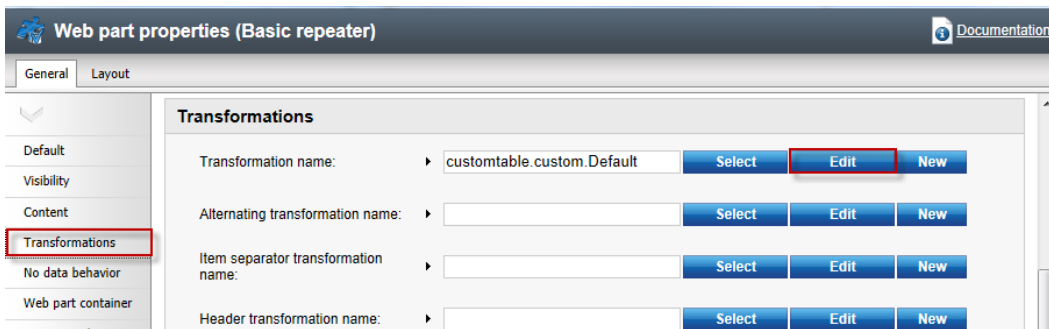 Web part properties (Basic repeater)
Documentation
General Layout
Default
Visibility
Content
Transformations
No data behavior
Web part container
Transformations
Transformation name: customtable.custom.Default Select Edit New
Alternating transformation name: Select Edit New
Item separator transformation
name: Select Edit New
Header transformation name: Select Edit New